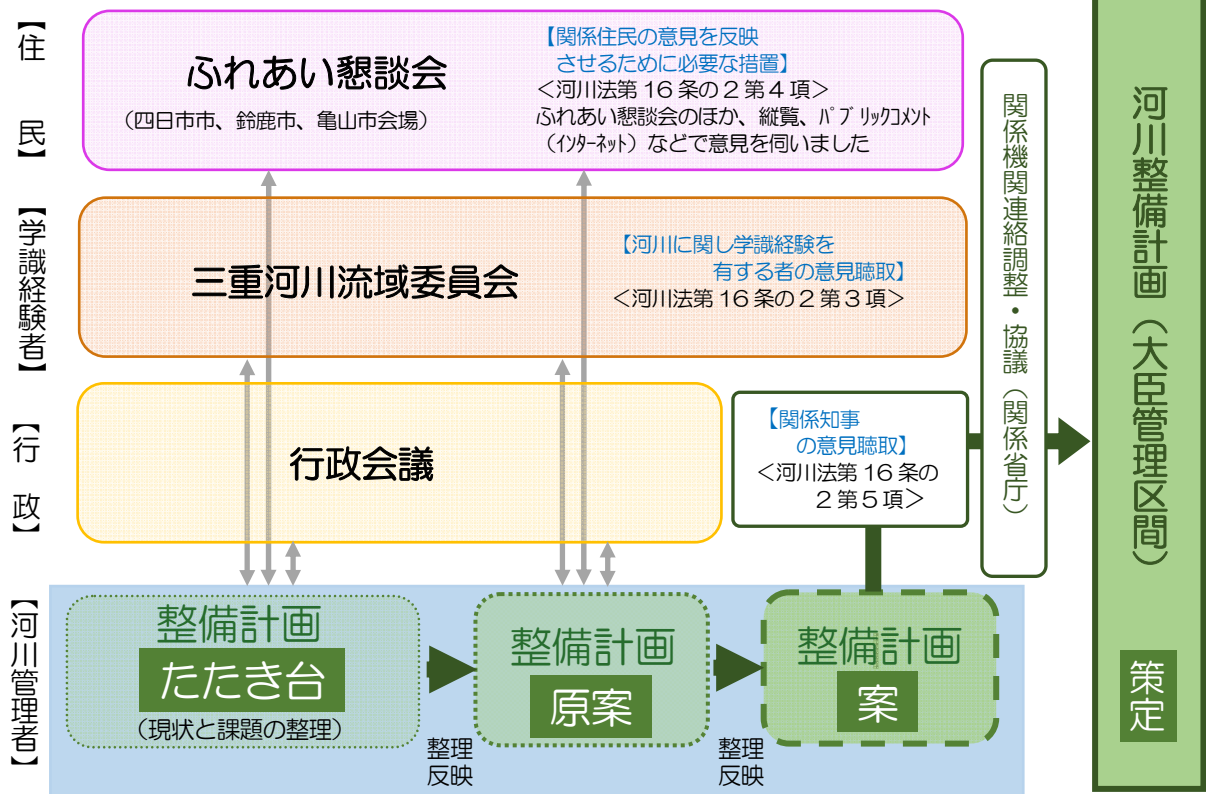 【住民】
ふれあい懇談会
（四日市市、鈴鹿市、亀山市会場）
【関係住民の意見を反映
させるために必要な措置】
＜河川法第16条の2第4項＞
ふれあい懇談会のほか、縦覧、ﾊﾟﾌﾞﾘｯｸｺﾒﾝﾄ
（ｲﾝﾀｰﾈｯﾄ）などで意見を伺いました
【学識経験者】
三重河川流域委員会
【河川に関し学識経験を
有する者の意見聴取】
＜河川法第16条の2第3項＞
【行政】
行政会議
【関係知事
の意見聴取】
＜河川法第16条の
2第5項＞
【河川管理者】
整備計画
たたき台
（現状と課題の整理）
整理
反映
整備計画
原案
整理
反映
整備計画
案
関係機関連絡調整・協議（関係省庁）
河川整備計画（大臣管理区間）
策定